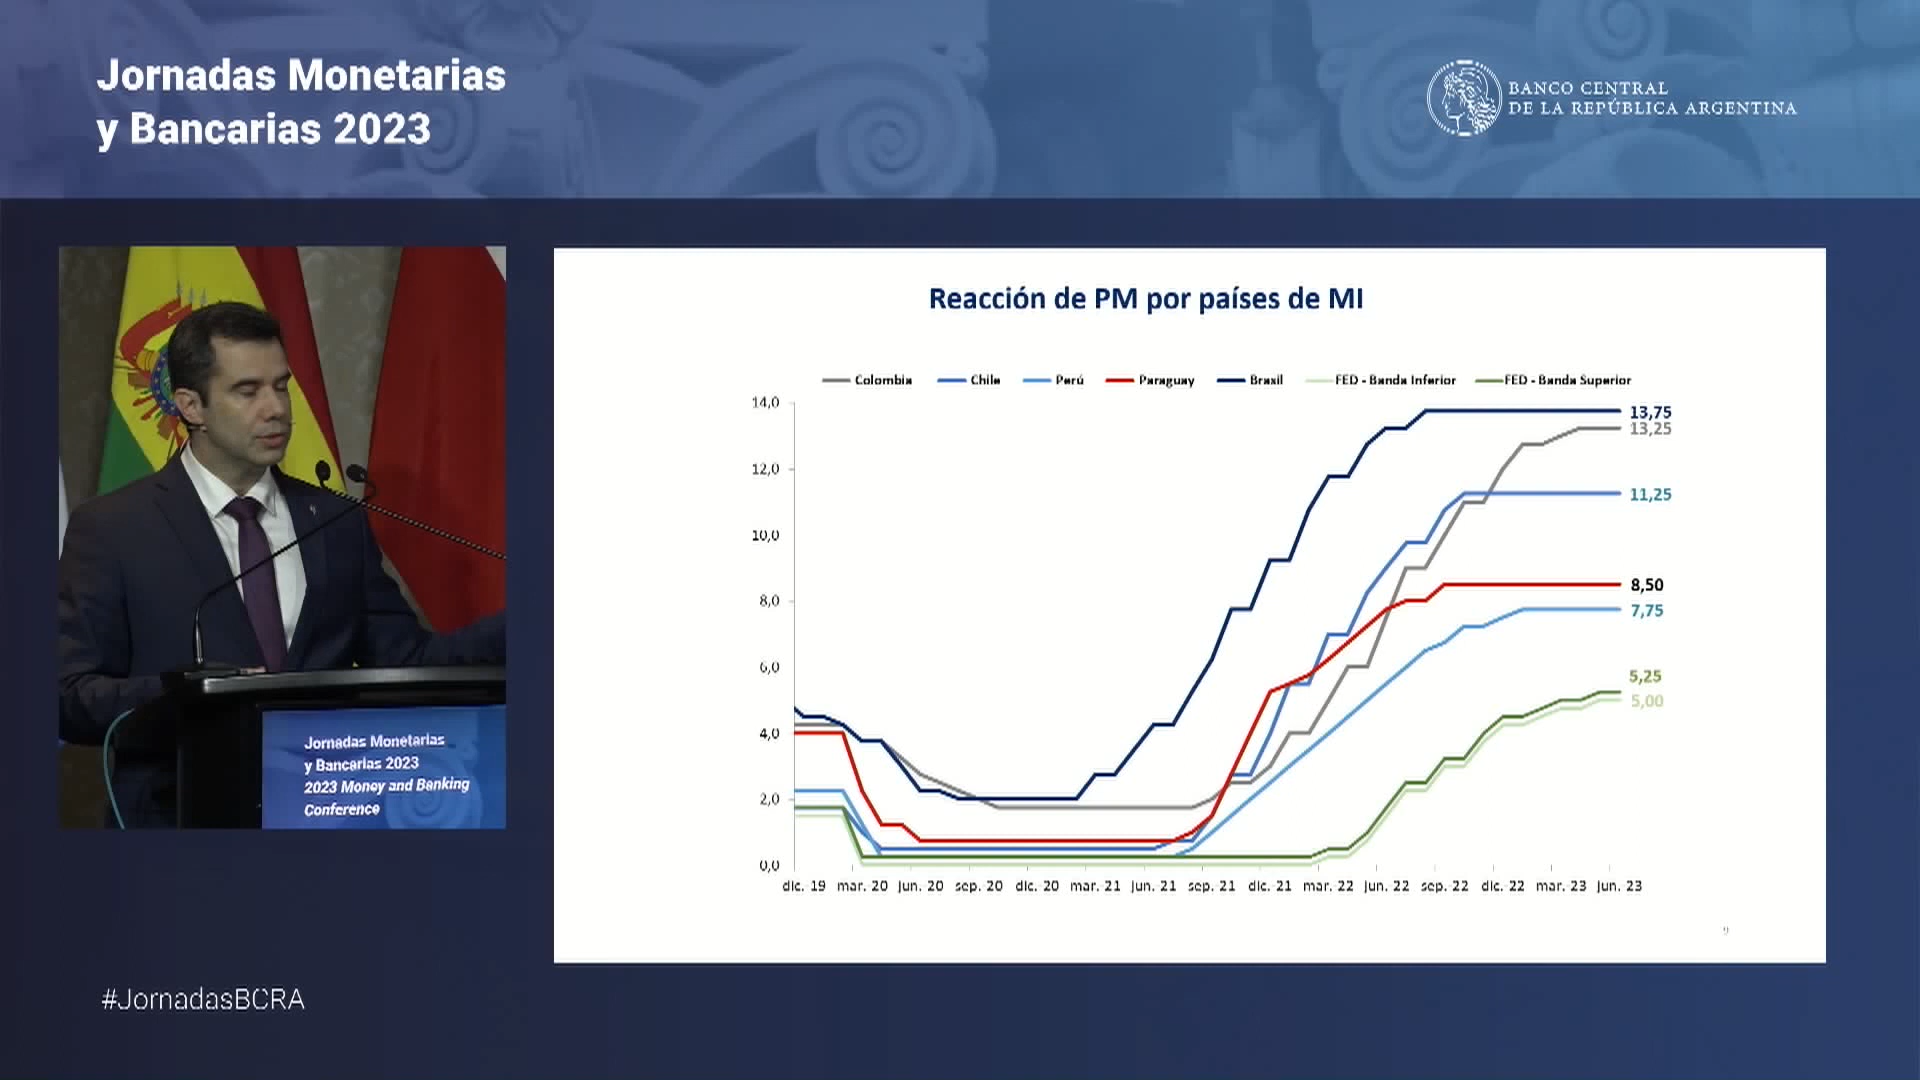 Jornadas Monetarias
y Bancarias 2023
BANCO CENTRAL
DE LA REPÚBLICA ARGENTINA
Reacción de PM por países de MI
Colombia Chile Perú Paraguay Brasil FED - Banda Inferior FED - Banda Superior
14,0
12,0
10,0
8,0
6,0
4,0
2,0
0,0
13,75
13,25
11,25
8,50
7,75
5,25
5,00
dic. 19 mar. 20 jun. 20 sep. 20 dic. 20 mar. 21 jun. 21 sep. 21 dic. 21 mar. 22 jun. 22 sep. 22 dic. 22 mar. 23 jun. 23
9
Jornadas Monetarias
y Bancarias 2023
2023 Money and Banking
Conference
#JornadasBCRA